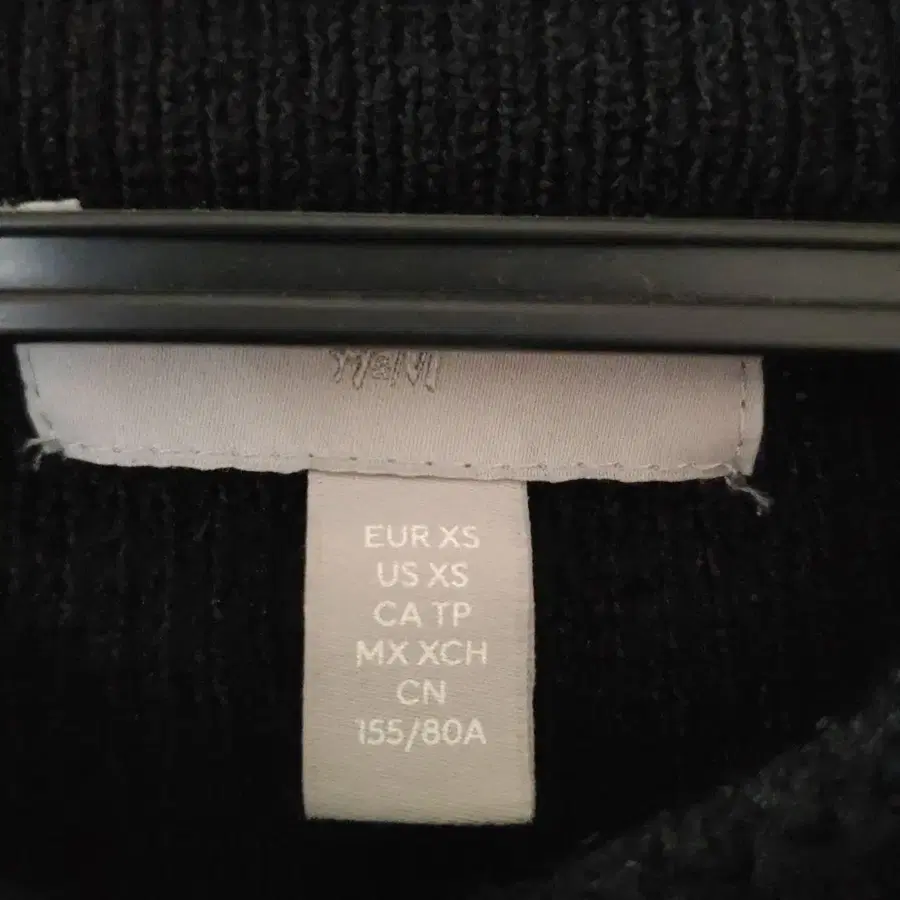 EUR XS
US XS
CA TP
MX XCH
CN
155/80A